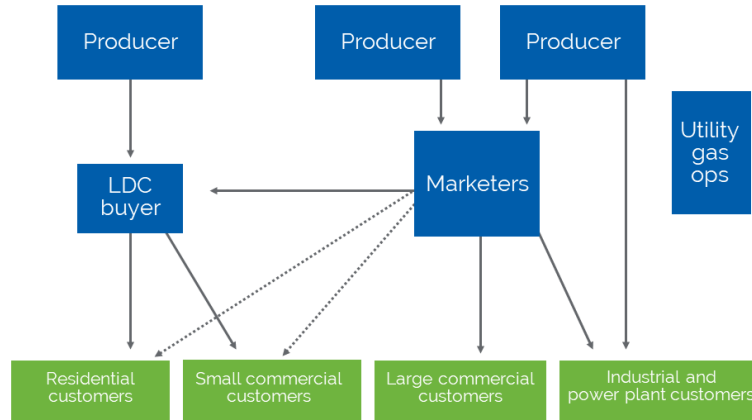 Producer
Producer
Producer
Utility
gas
ops
LDC
buyer
Marketers
Residential
customers
Small commercial
customers
Large commercial
customers
Industrial and
power plant customers